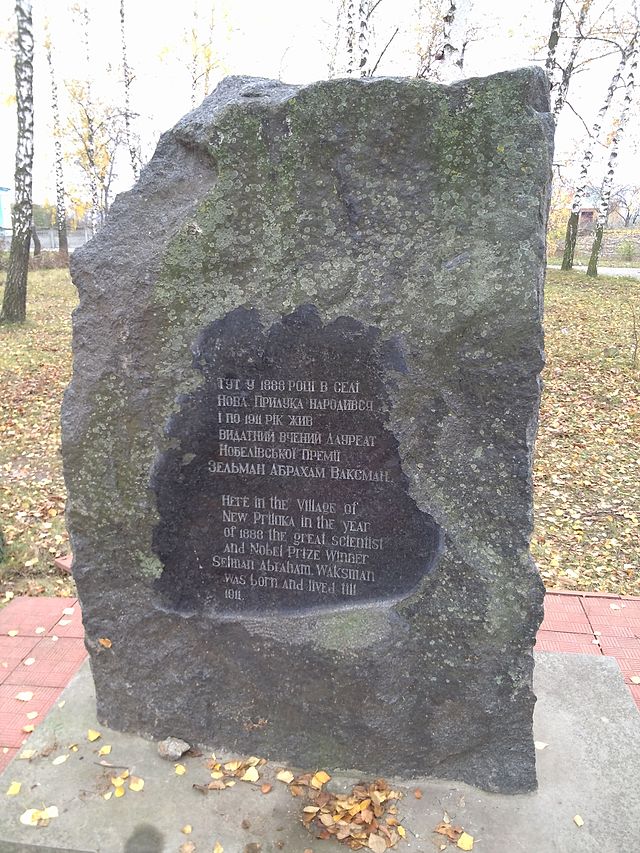 Тут у 1888 році в селі
Нова Прилука народився
і по 1911 рік жив
видатний вчений лауреат
Нобелівської премії
Зельман Абрахам Ваксман.
Here in the village of
New Priluka in the year
of 1888 the great scientist
and Nobel Prize Winner
Selman Abraham Waksman
was born and lived till
1911.